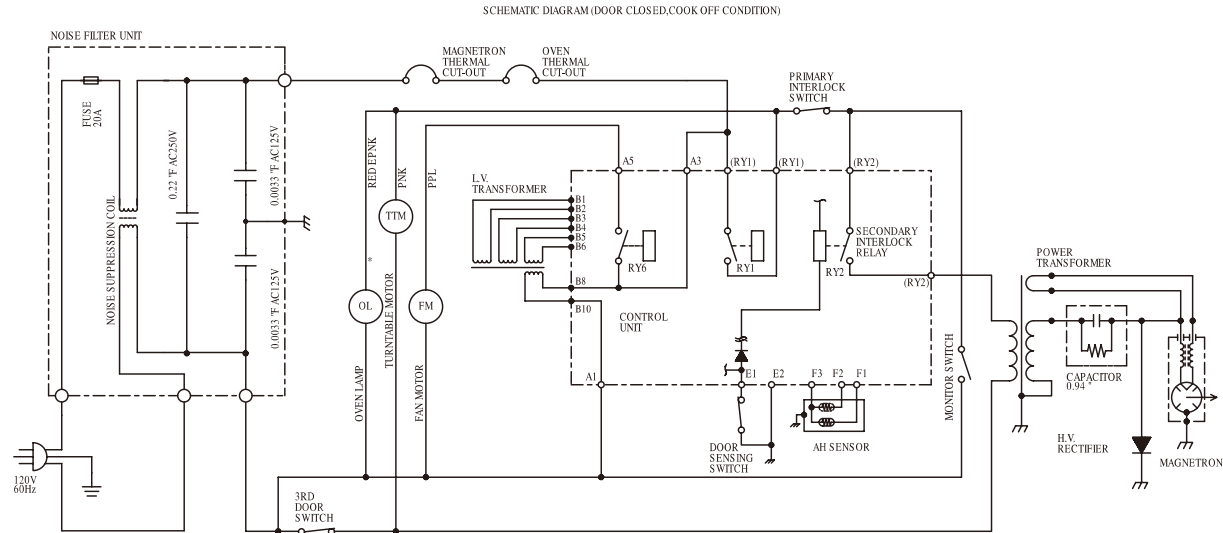 SCHEMATIC DIAGRAM (DOOR CLOSED,COOK OFF CONDITION)
NOISE FILTER UNIT
MAGNETRON
THERMAL
CUT-OUT
OVEN
THERMAL
CUT-OUT
PRIMARY
INTERLOCK
SWITCH
FUSE
20A
0.22 "F AC250V
0.0033 "F AC125V
0.0033 "F AC125V
NOISE SUPPRESSION COIL
RED EPNK
PNK
PPL
*
A5
A3
(RY1)
(RY1)
(RY2)
L.V.
TRANSFORMER
B1
B2
B3
B4
B5
B6
B8
B10
TTM
OL
FM
RY6
RY1
RY2
SECONDARY
INTERLOCK
RELAY
(RY2)
CONTROL
UNIT
A1
E1
E2
F3
F2
F1
OVEN LAMP
TURNTABLE MOTOR
FAN MOTOR
DOOR
SENSING
SWITCH
AH SENSOR
MONITOR SWITCH
POWER
TRANSFORMER
CAPACITOR
0.94 "
H.V.
RECTIFIER
MAGNETRON
120V
60Hz
3RD
DOOR
SWITCH